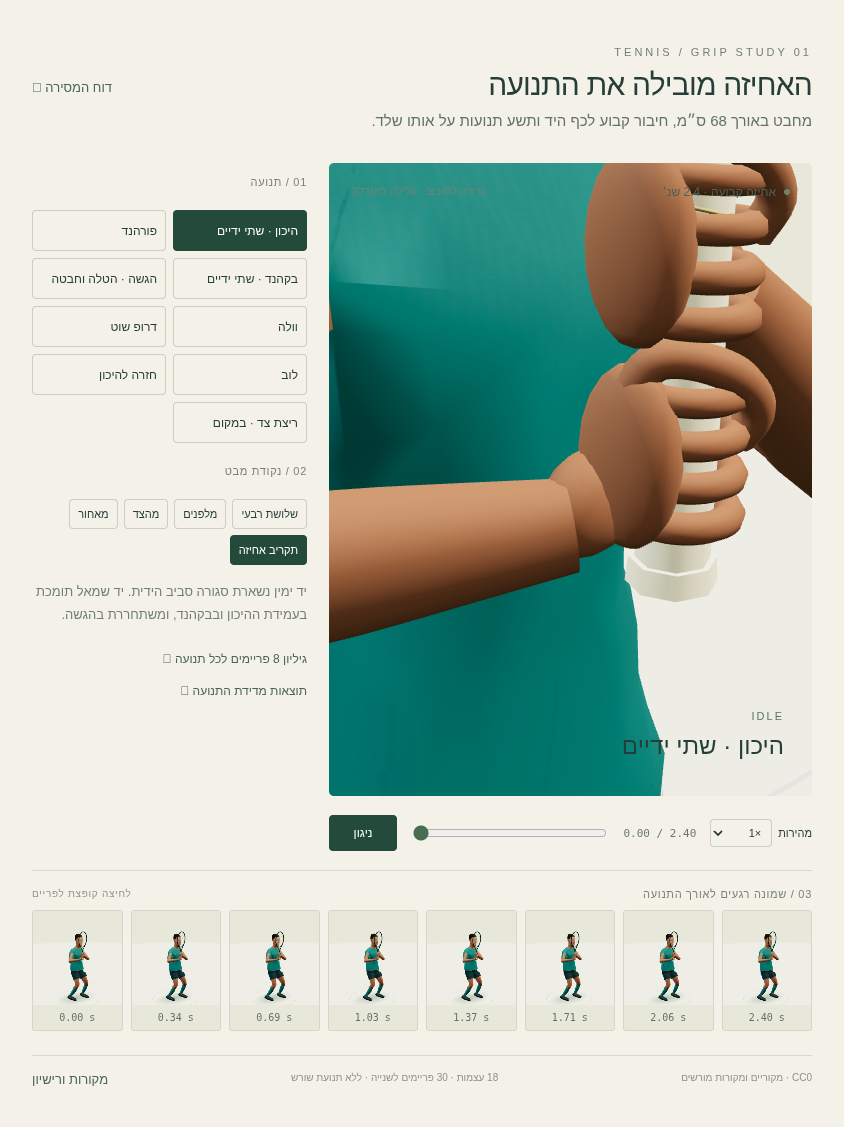 TENNIS / GRIP STUDY 01
האחיזה מובילה את התנועה
דוח המסירה
מחבט באורך 68 ס״מ, חיבור קבוע לכף היד ותשע תנועות על אותו שלד.
אחיזה קרועה · 2.4 שנ׳
01 / תנועה
היכון · שתי ידיים
פורהנד
בקהנד · שתי ידיים
הגשה · הטלה וחבטה
וולה
דרופ שוט
לוב
חזרה להיכון
ריצת צד · במקום
02 / נקודת מבט
שלושת רבעי
מלפנים
מהצד
מאחור
תקריב אחיזה
יד ימין נשארת סגורה סביב הידית. יד שמאל תומכת
בעמידת ההיכון ובבקהנד, ומשתחררת בהגשה.
גיליון 8 פריימים לכל תנועה
תוצאות מדידת התנועה
IDLE
היכון · שתי ידיים
מהירות
1×
0.00 / 2.40
ניגון
03 / שמונה רגעים לאורך התנועה
לחיצה קופצת לפריים
0.00 s
0.34 s
0.69 s
1.03 s
1.37 s
1.71 s
2.06 s
2.40 s
CC0 · מקוריים ומקורות מורשים
18 עצמות · 30 פריימים לשנייה · ללא תנועת שורש
מקורות ורישיון